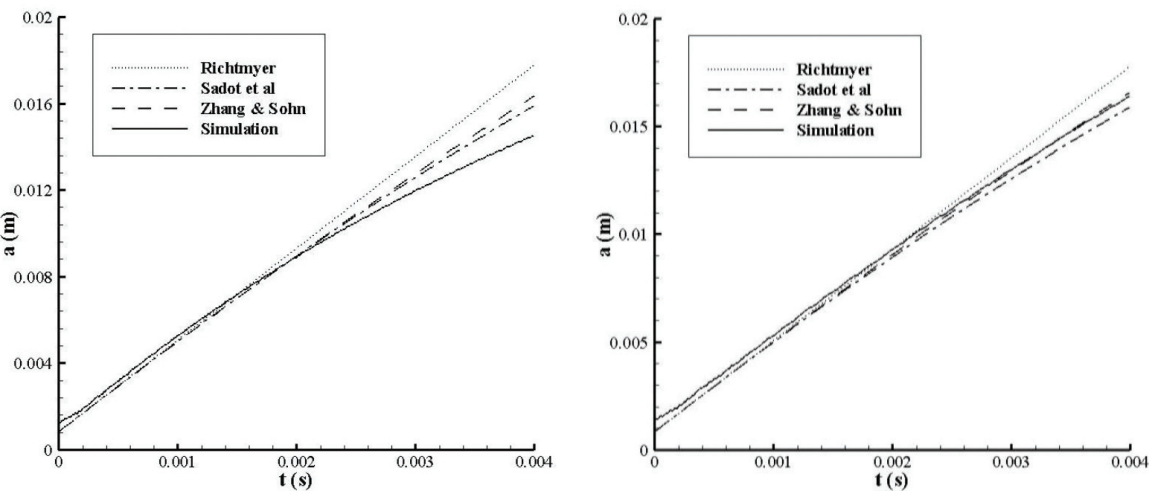 0.02
0.016
0.012
0.008
0.004
0
a (m)
Richtmyer
Sadot et al
Zhang & Sohn
Simulation
0
0.001
0.002
0.003
0.004
t (s)
0.02
0.015
0.01
0.005
0
a (m)
Richtmyer
Sadot et al
Zhang & Sohn
Simulation
0
0.001
0.002
0.003
0.004
t (s)